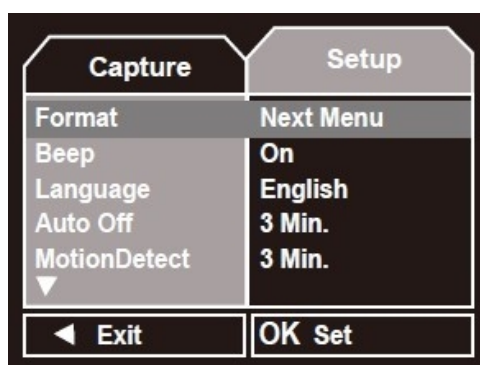 Capture Setup
Format Next Menu
Beep On
Language English
Auto Off 3 Min.
MotionDetect 3 Min.
Exit OK Set